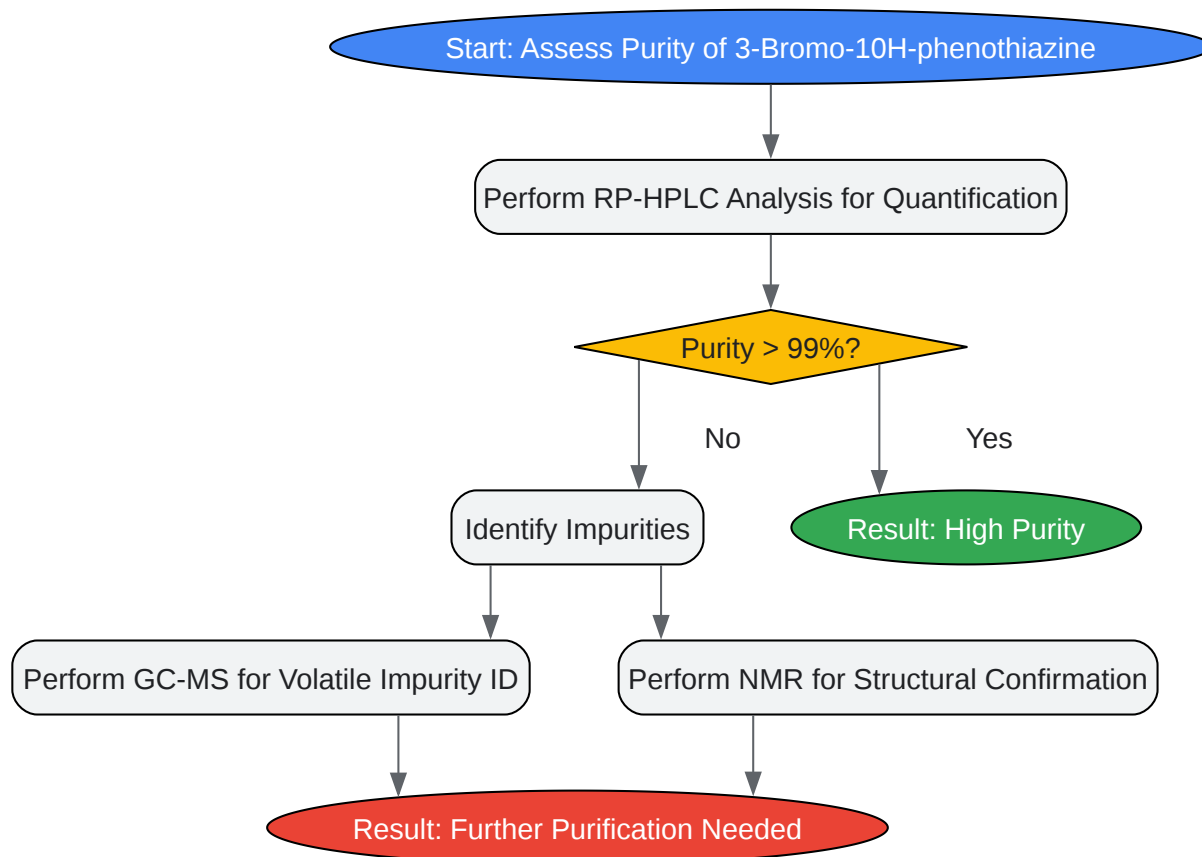 Start: Assess Purity of 3-Bromo-10H-phenothiazine
Perform RP-HPLC Analysis for Quantification
Purity > 99%?
No
Yes
Identify Impurities
Result: High Purity
Perform GC-MS for Volatile Impurity ID
Perform NMR for Structural Confirmation
Result: Further Purification Needed